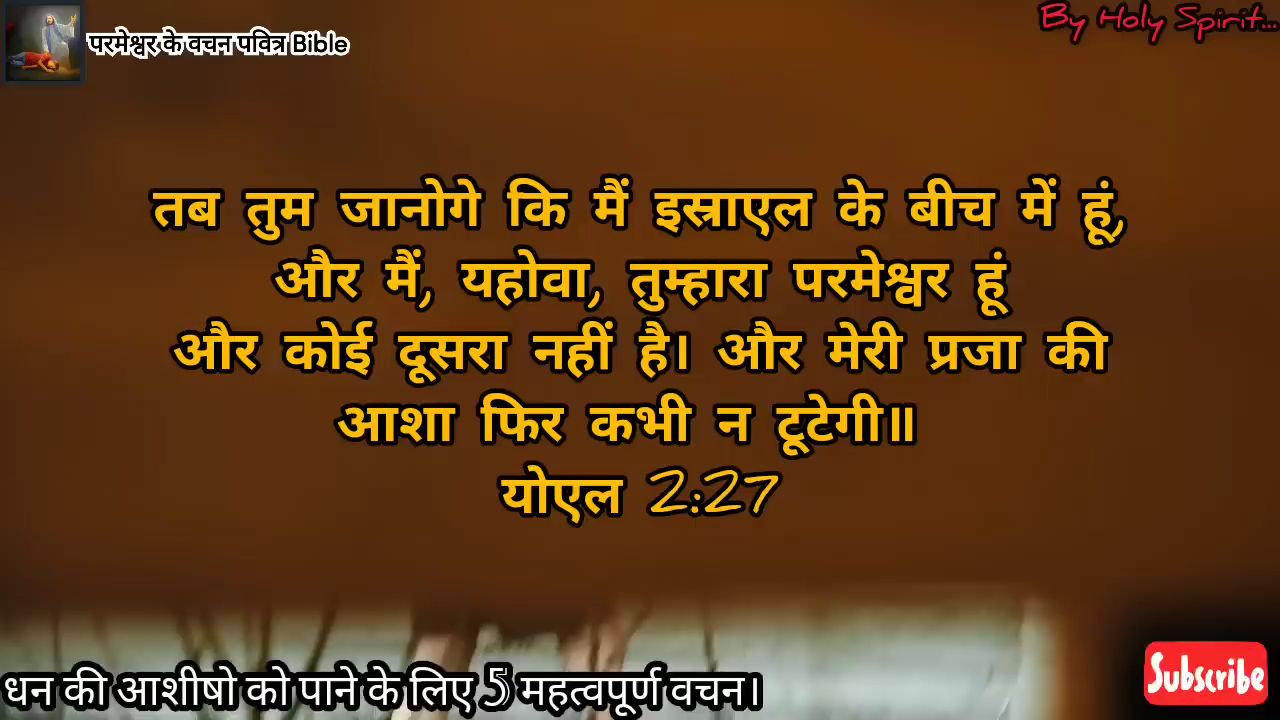 परमेश्वर के वचन पवित्र Bible
By Holy Spirit...
तब तुम जानोगे कि मैं इस्राएल के बीच में हूं,
और मैं, यहोवा, तुम्हारा परमेश्वर हूं
और कोई दूसरा नहीं है। और मेरी प्रजा की
आशा फिर कभी न टूटेगी॥
योएल 2:27
धन की आशीषो को पाने के लिए 5 महत्वपूर्ण वचन।
Subscribe